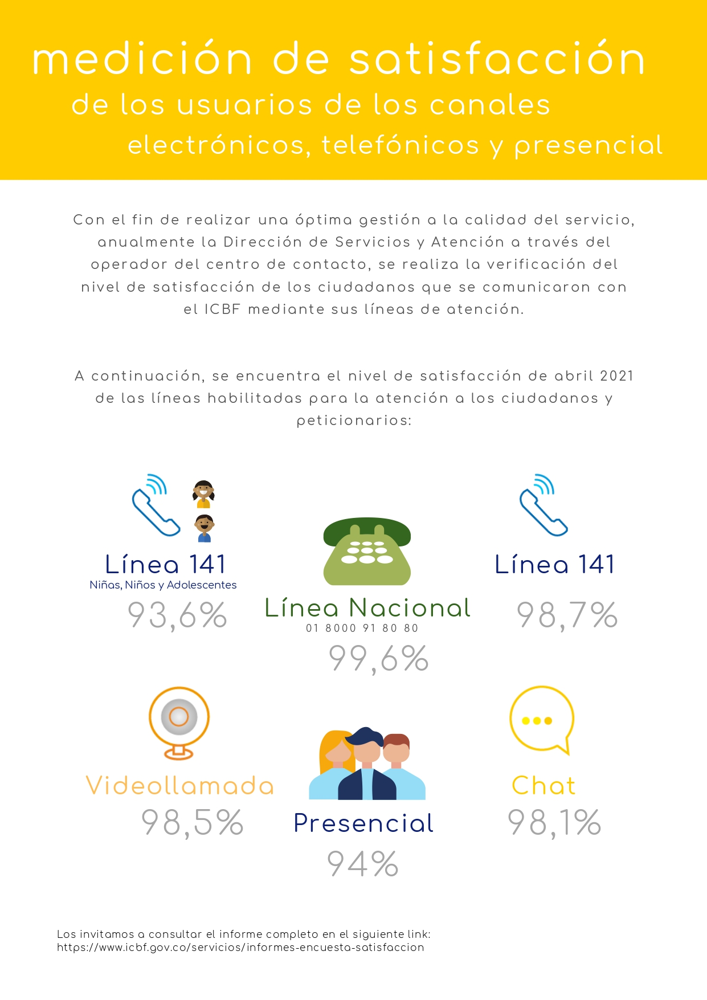 medición de satisfacción
de los usuarios de los canales
electrónicos, telefónicos y presencial
Con el fin de realizar una óptima gestión a la calidad del servicio,
anualmente la Dirección de Servicios y Atención a través del
operador del centro de contacto, se realiza la verificación del
nivel de satisfacción de los ciudadanos que se comunicaron con
el ICBF mediante sus líneas de atención.
A continuación, se encuentra el nivel de satisfacción de abril 2021
de las líneas habilitadas para la atención a los ciudadanos y
peticionarios:
Línea 141
Niñas, Niños y Adolescentes
93,6%
Línea Nacional
01 8000 91 80 80
99,6%
Línea 141
98,7%
Videollamada
98,5%
Presencial
94%
Chat
98,1%
Los invitamos a consultar el informe completo en el siguiente link:
https://www.icbf.gov.co/servicios/informes-encuesta-satisfaccion